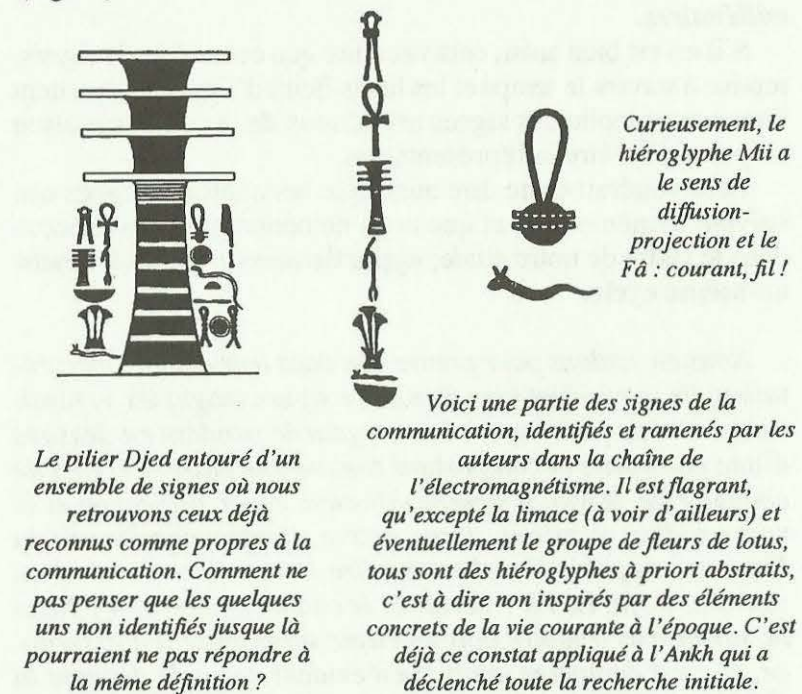 Curieusement, le
hiéroglyphe Mii a
le sens de
diffusion-
projection et le
Fâ : courant, fil !
Le pilier Djed entouré d'un
ensemble de signes où nous
retrouvons ceux déjà
reconnus comme propres à la
communication. Comment ne
pas penser que les quelques
uns non identifiés jusque là
pourraient ne pas répondre à
la même définition ?
Voici une partie des signes de la
communication, identifiés et ramenés par les
auteurs dans la chaîne de
l'électromagnétisme. Il est flagrant,
qu'excepté la limace (à voir d'ailleurs) et
éventuellement le groupe de fleurs de lotus,
tous sont des hiéroglyphes à priori abstraits,
c'est à dire non inspirés par des éléments
concrets de la vie courante à l'époque. C'est
déjà ce constat appliqué à l'Ankh qui a
déclenché toute la recherche initiale.